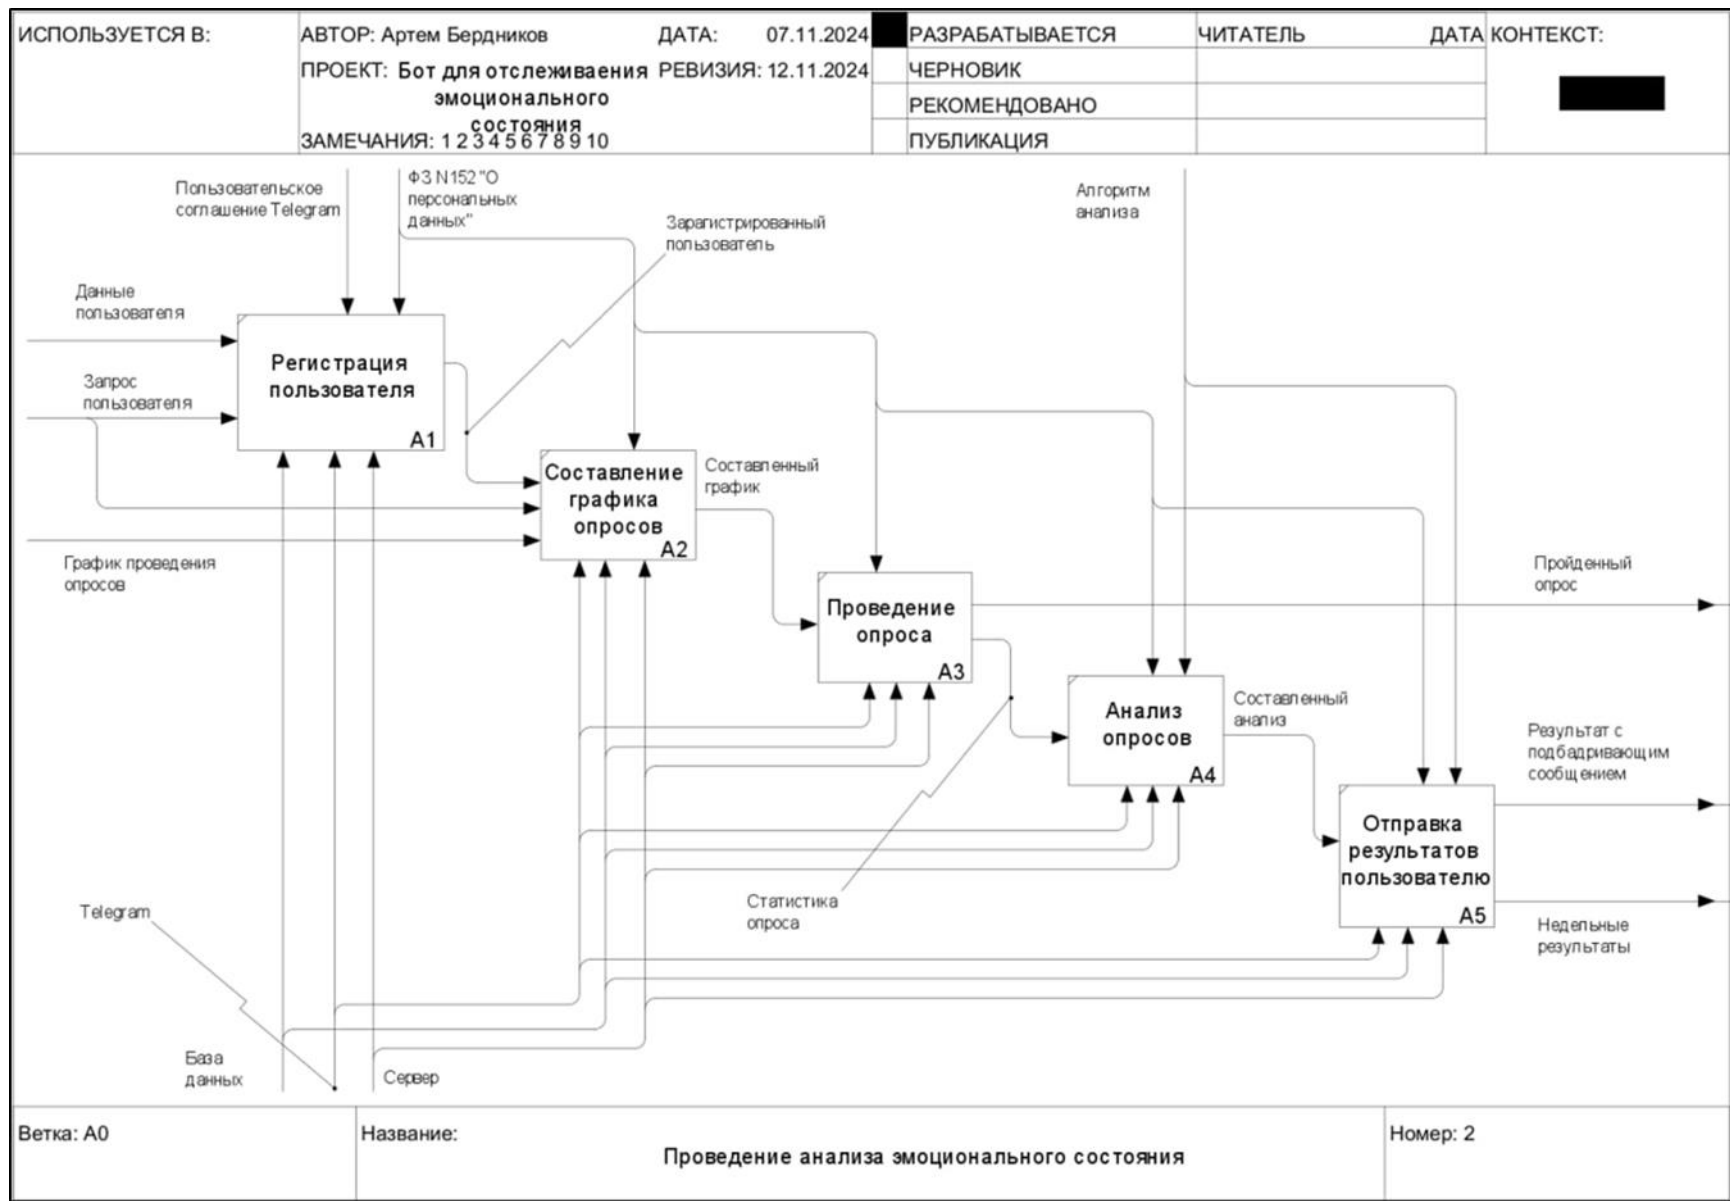 ИСПОЛЬЗУЕТСЯ В:
АВТОР: Артем Бердников
ДАТА: 07.11.2024
РАЗРАБАТЫВАЕТСЯ
ЧИТАТЕЛЬ
ДАТА
КОНТЕКСТ:
ПРОЕКТ: Бот для отслеживаения
эмоционального
состояния
РЕВИЗИЯ: 12.11.2024
ЧЕРНОВИК
РЕКОМЕНДОВАНО
ЗАМЕЧАНИЯ: 1 2 3 4 5 6 7 8 9 10
ПУБЛИКАЦИЯ
Пользовательское
соглашение Telegram
ФЗ N152 "О
персональных
данных"
Зарагистрированный
пользователь
Алгоритм
анализа
Данные
пользователя
Запрос
пользователя
Регистрация
пользователя
A1
График проведения
опросов
Составление
графика
опросов
A2
Составленный
график
Проведение
опроса
A3
Пройденный
опрос
Анализ
опросов
A4
Составленный
анализ
Результат с
подбадривающим
сообщением
Отправка
результатов
пользователю
A5
Недельные
результаты
Статистика
опроса
Telegram
База
данных
Сервер
Ветка: A0
Название:
Проведение анализа эмоционального состояния
Номер: 2